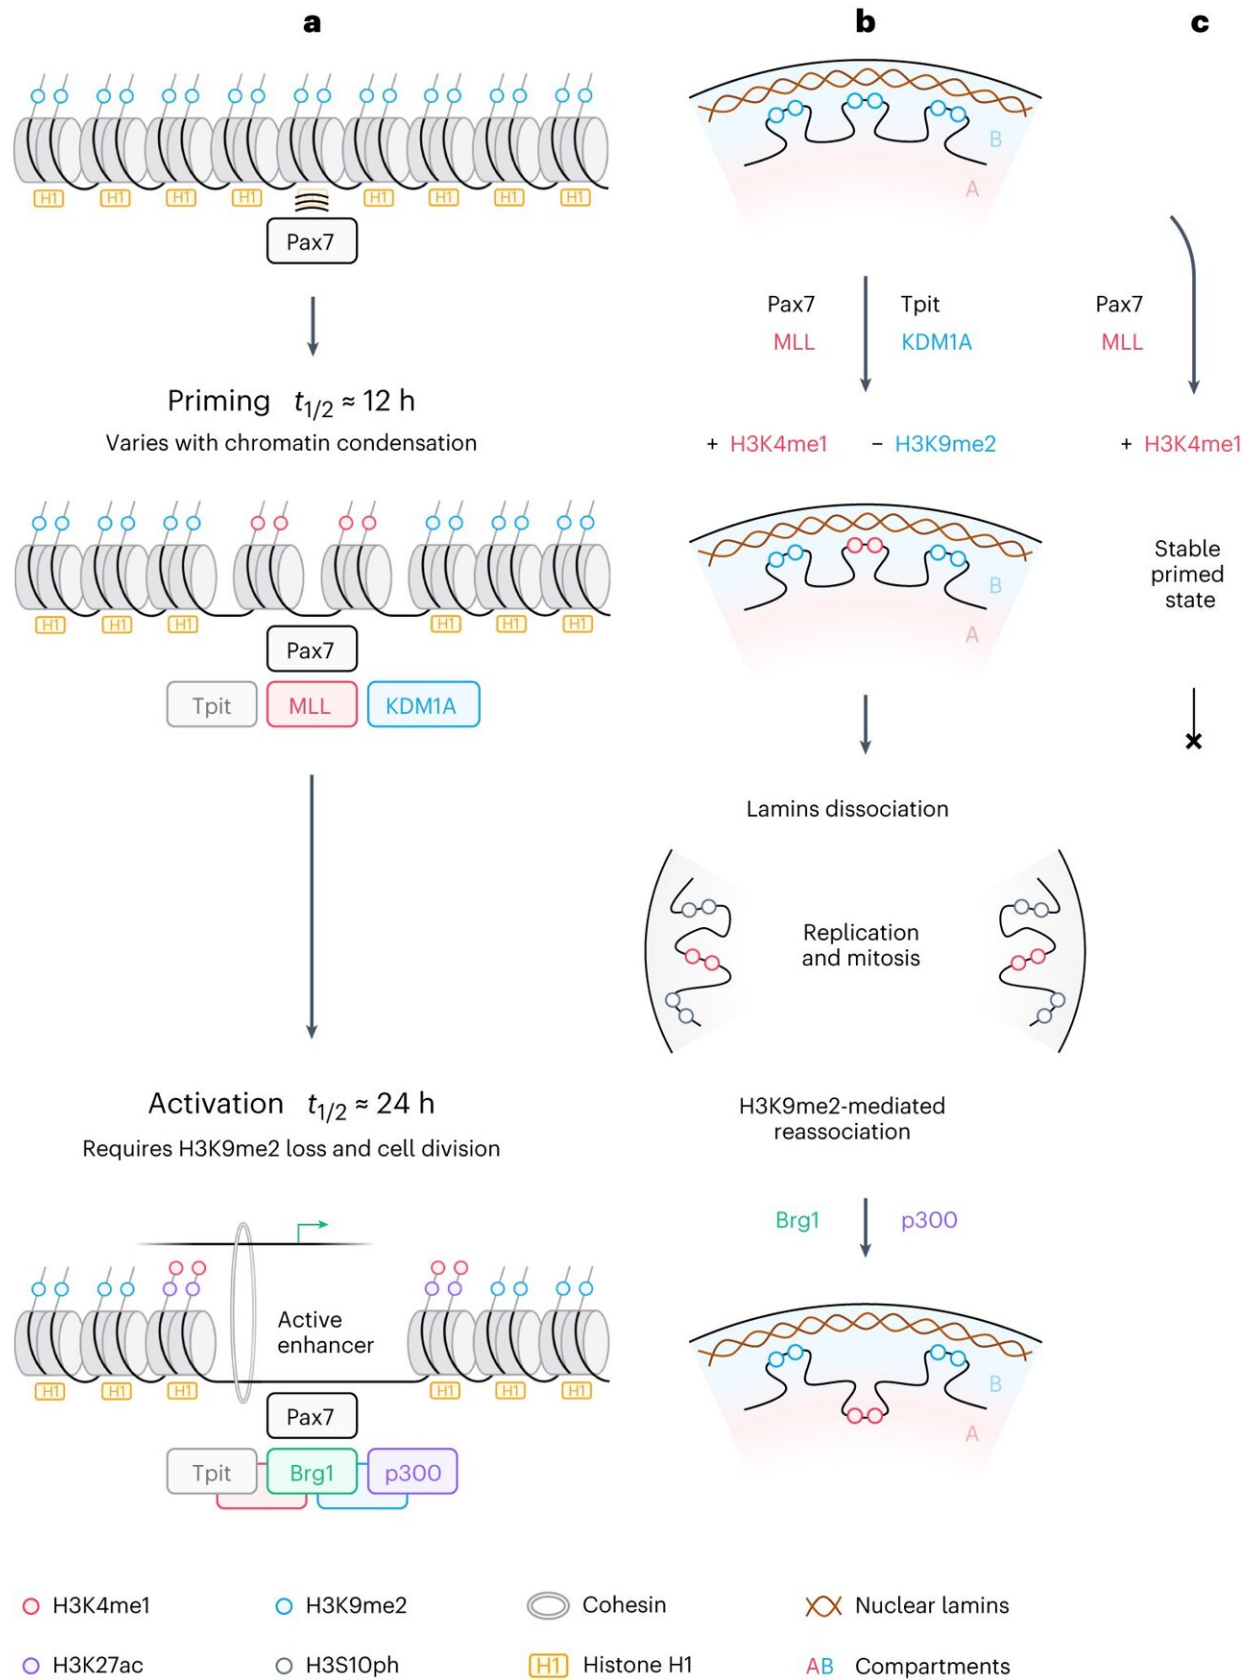 a
H1 H1 H1 H1 H1 H1 H1 H1
Pax7
Priming t1/2 ≈ 12 h
Varies with chromatin condensation
H1 H1 H1 H1 H1 H1
Pax7
Tpit MLL KDM1A
Activation t1/2 ≈ 24 h
Requires H3K9me2 loss and cell division
Active
enhancer
H1 H1 H1 H1 H1 H1
Pax7
Tpit Brg1 p300
b
B
A
Pax7 Tpit
MLL KDM1A
+ H3K4me1 − H3K9me2
B
A
Lamins dissociation
Replication
and mitosis
H3K9me2-mediated
reassociation
Brg1 p300
B
A
c
Pax7
MLL
+ H3K4me1
Stable
primed
state
H3K4me1 H3K9me2 Cohesin Nuclear lamins
H3K27ac H3S10ph H1 Histone H1 AB Compartments